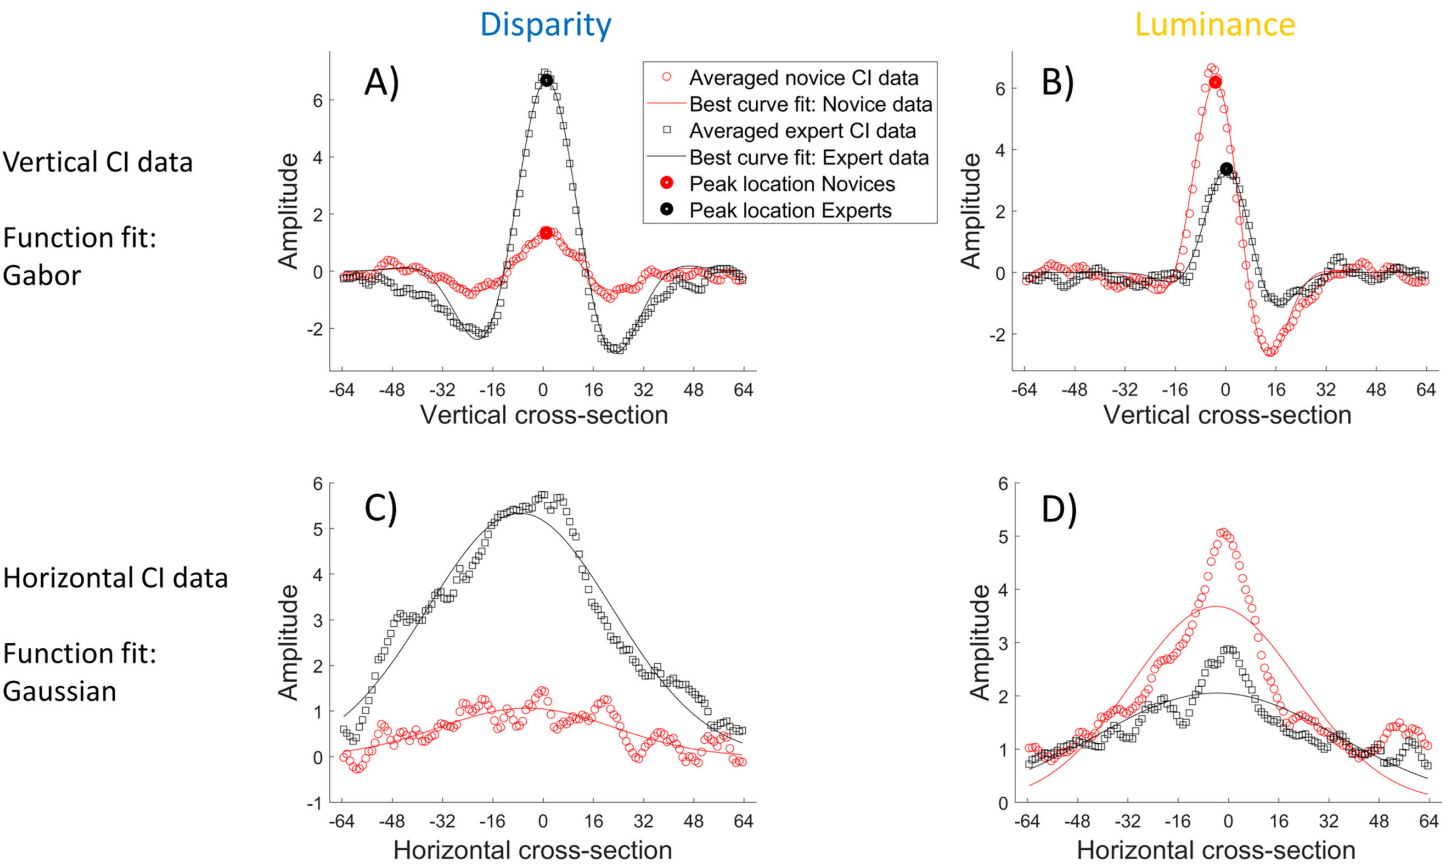 Disparity
Luminance
A)
Averaged novice CI data
Best curve fit: Novice data
Averaged expert CI data
Best curve fit: Expert data
Peak location Novices
Peak location Experts
B)
Vertical CI data
Function fit:
Gabor
Amplitude
6
4
2
0
-2
-64 -48 -32 -16 0 16 32 48 64
Vertical cross-section
Amplitude
6
4
2
0
-2
-64 -48 -32 -16 0 16 32 48 64
Vertical cross-section
Horizontal CI data
Function fit:
Gaussian
C)
Amplitude
6
5
4
3
2
1
0
-1
-64 -48 -32 -16 0 16 32 48 64
Horizontal cross-section
D)
Amplitude
6
5
4
3
2
1
0
-64 -48 -32 -16 0 16 32 48 64
Horizontal cross-section